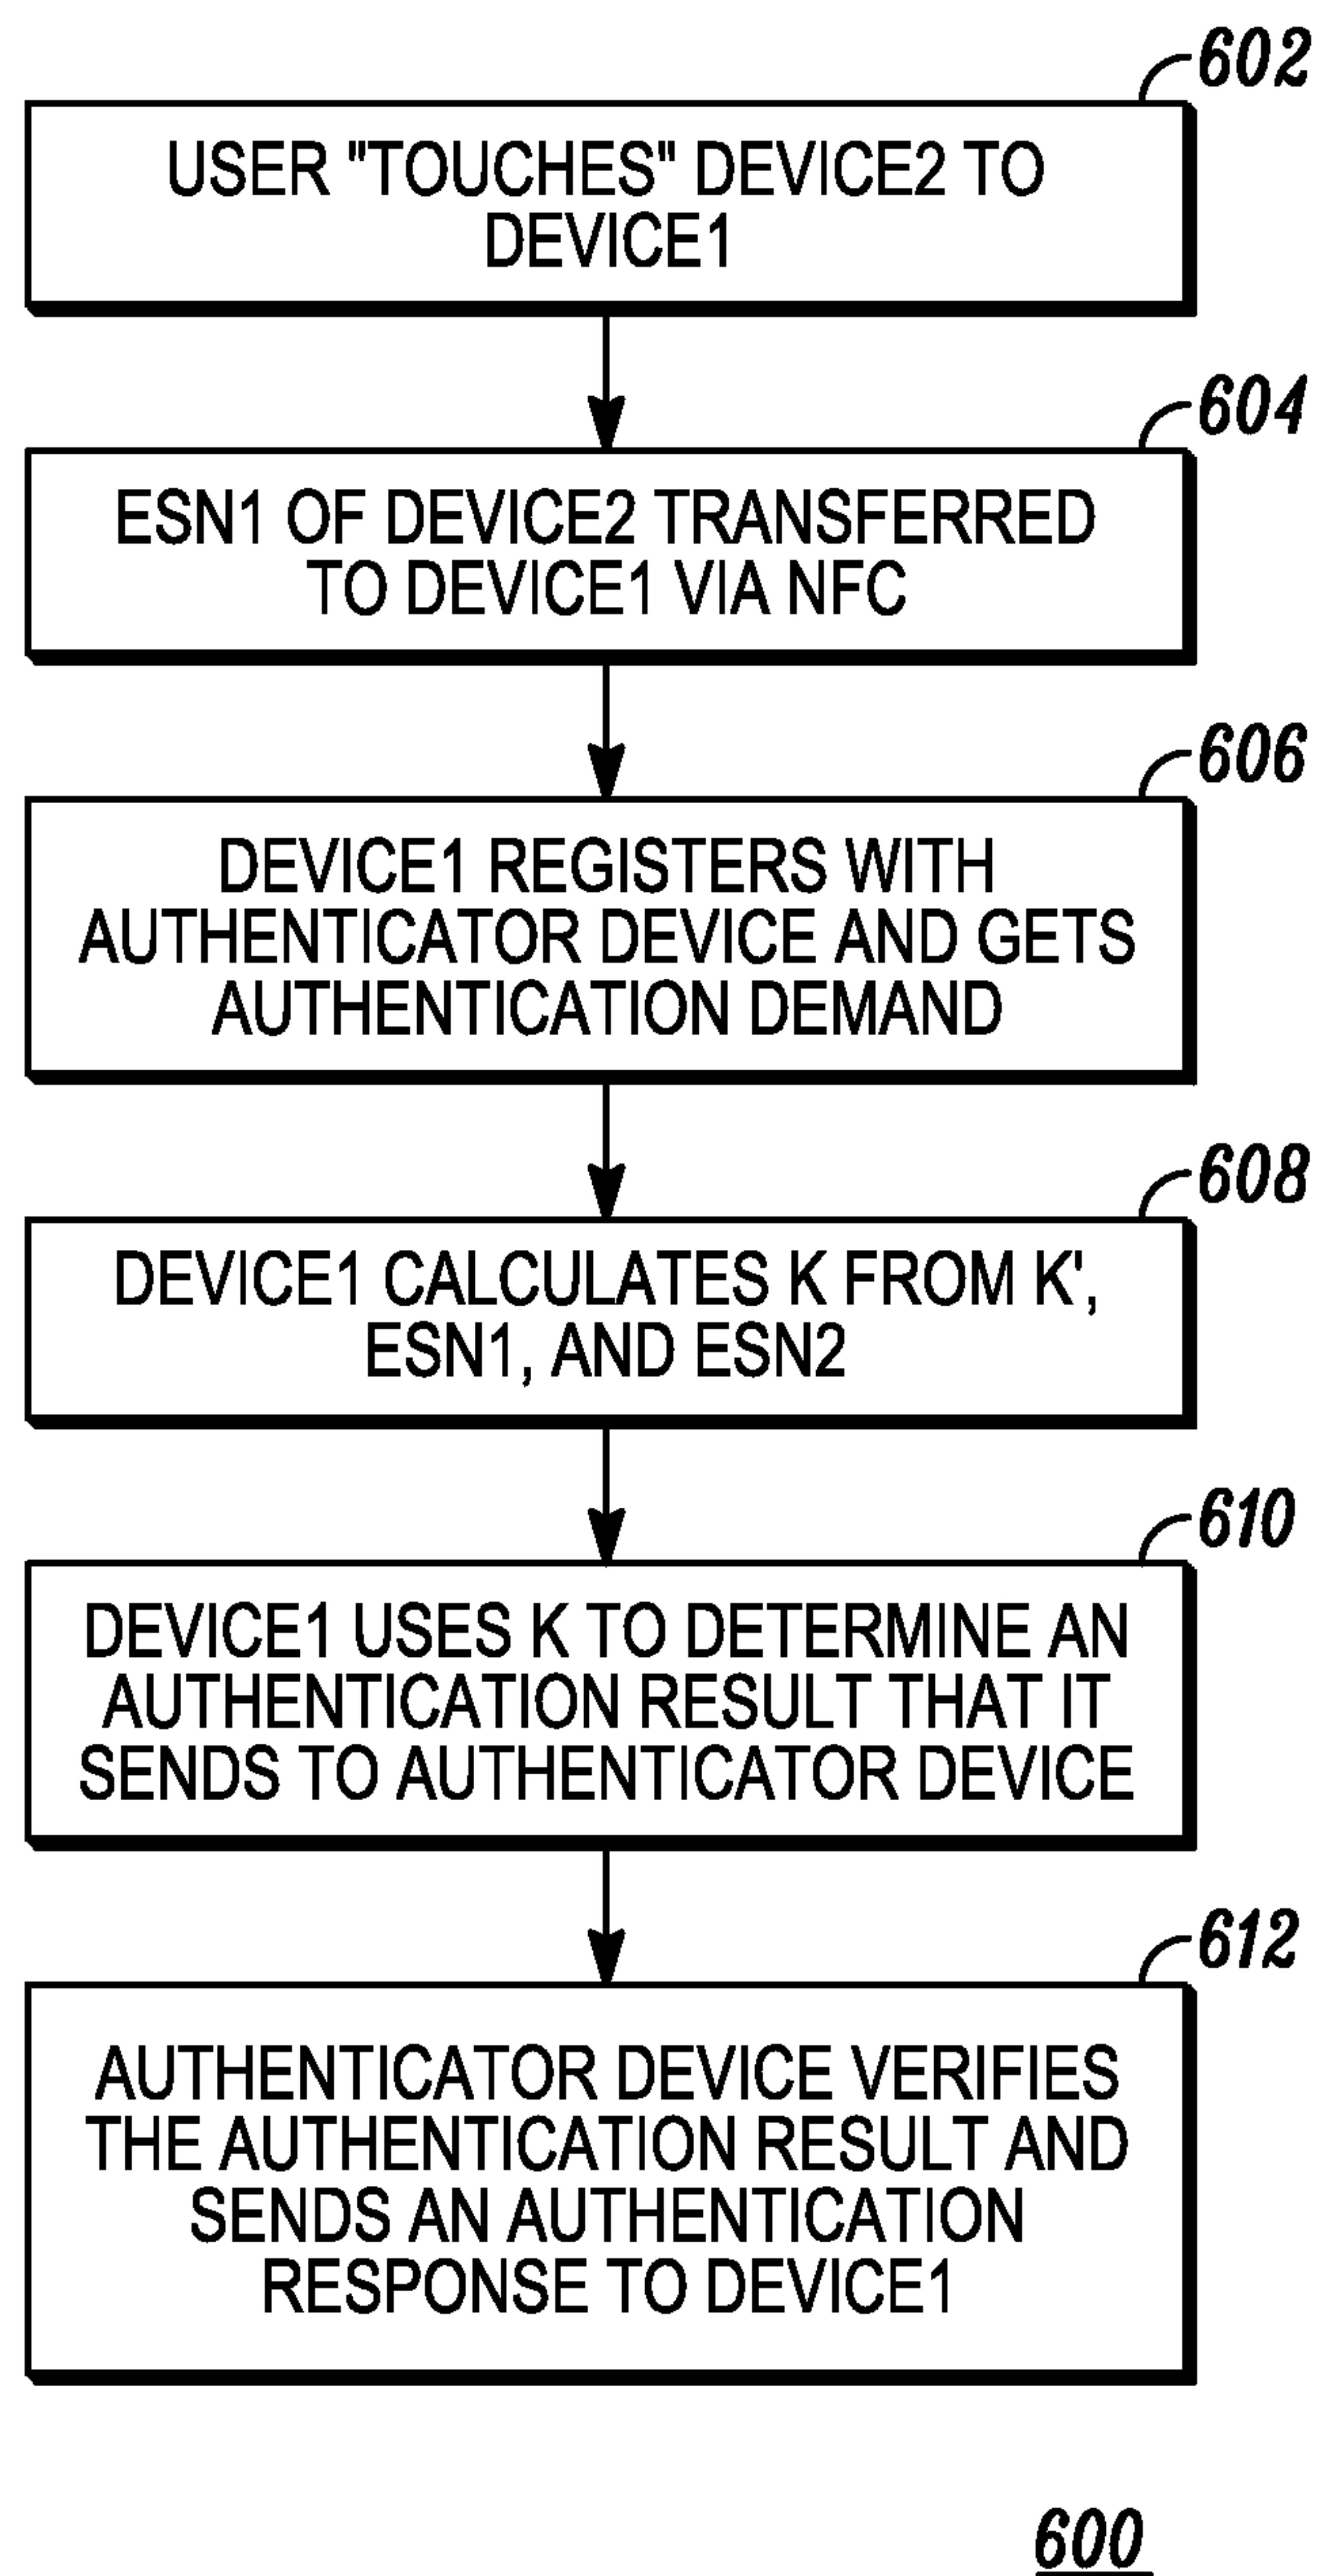 602
USER "TOUCHES" DEVICE2 TO
DEVICE1
604
ESN1 OF DEVICE2 TRANSFERRED
TO DEVICE1 VIA NFC
606
DEVICE1 REGISTERS WITH
AUTHENTICATOR DEVICE AND GETS
AUTHENTICATION DEMAND
608
DEVICE1 CALCULATES K FROM K',
ESN1, AND ESN2
610
DEVICE1 USES K TO DETERMINE AN
AUTHENTICATION RESULT THAT IT
SENDS TO AUTHENTICATOR DEVICE
612
AUTHENTICATOR DEVICE VERIFIES
THE AUTHENTICATION RESULT AND
SENDS AN AUTHENTICATION
RESPONSE TO DEVICE1
600